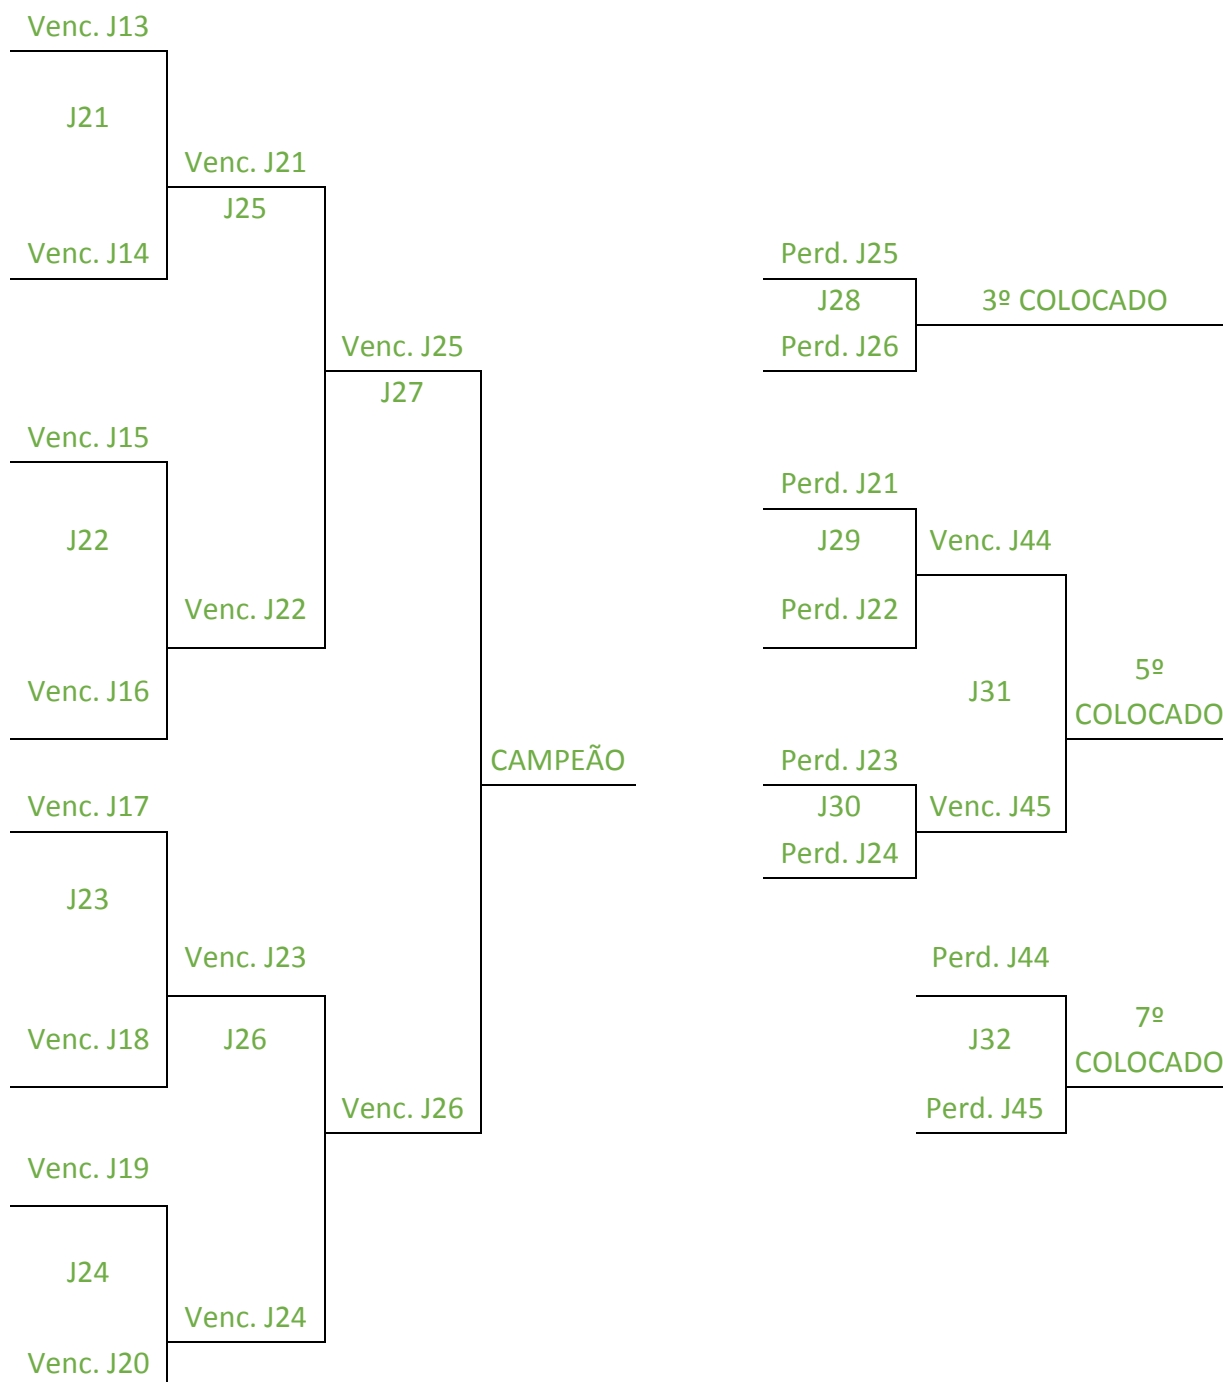 Venc. J13
J21
Venc. J21
J25
Venc. J14
Venc. J25
J27
Venc. J15
J22
Venc. J22
Venc. J16
CAMPEÃO
Venc. J17
J23
Venc. J23
Venc. J18
J26
Venc. J26
Venc. J19
J24
Venc. J24
Venc. J20
Perd. J25
J28
3º COLOCADO
Perd. J26
Perd. J21
J29
Venc. J44
Perd. J22
J31
5º
COLOCADO
Perd. J23
J30
Venc. J45
Perd. J24
Perd. J44
J32
7º
COLOCADO
Perd. J45